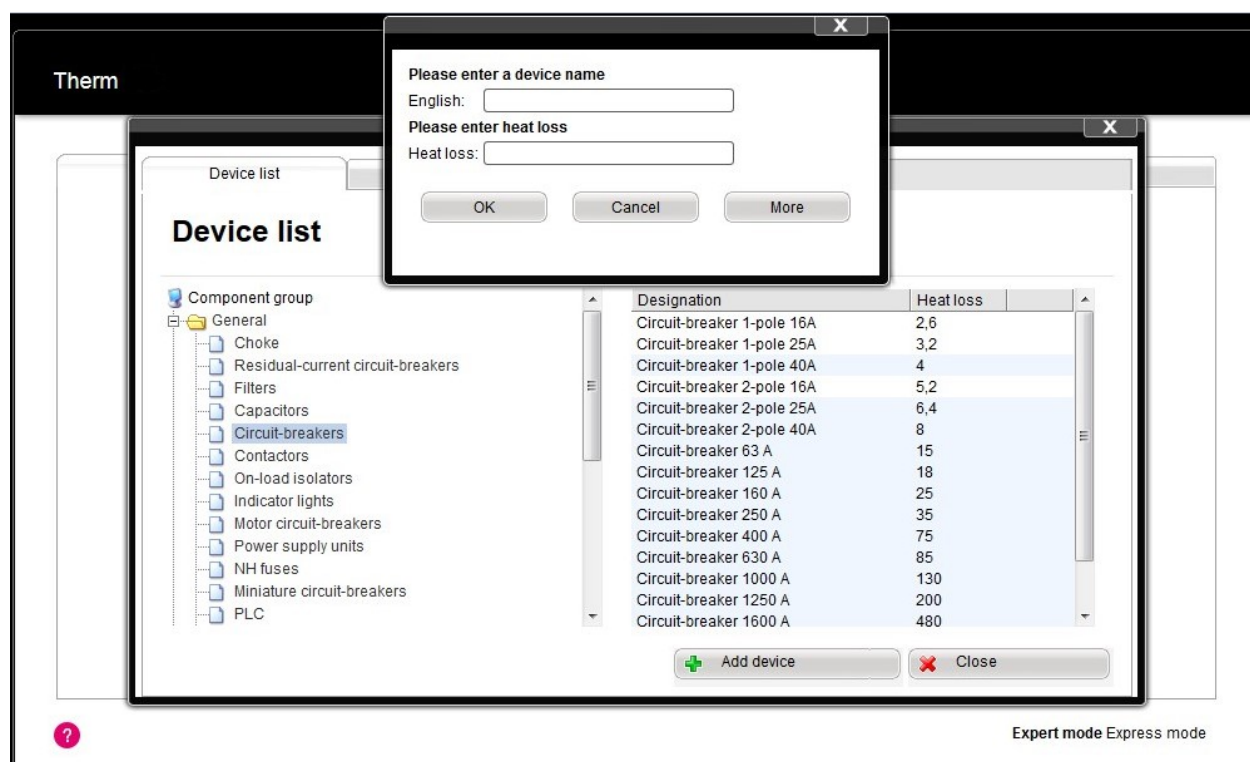 X
Please enter a device name
English:
Please enter heat loss
Heat loss:
OK Cancel More
Therm
X
Device list
Device list
Component group
General
Choke
Residual-current circuit-breakers
Filters
Capacitors
Circuit-breakers
Contactors
On-load isolators
Indicator lights
Motor circuit-breakers
Power supply units
NH fuses
Miniature circuit-breakers
PLC
Designation Heat loss
Circuit-breaker 1-pole 16A 2,6
Circuit-breaker 1-pole 25A 3,2
Circuit-breaker 1-pole 40A 4
Circuit-breaker 2-pole 16A 5,2
Circuit-breaker 2-pole 25A 6,4
Circuit-breaker 2-pole 40A 8
Circuit-breaker 63 A 15
Circuit-breaker 125 A 18
Circuit-breaker 160 A 25
Circuit-breaker 250 A 35
Circuit-breaker 400 A 75
Circuit-breaker 630 A 85
Circuit-breaker 1000 A 130
Circuit-breaker 1250 A 200
Circuit-breaker 1600 A 480
Add device Close
?
Expert mode Express mode